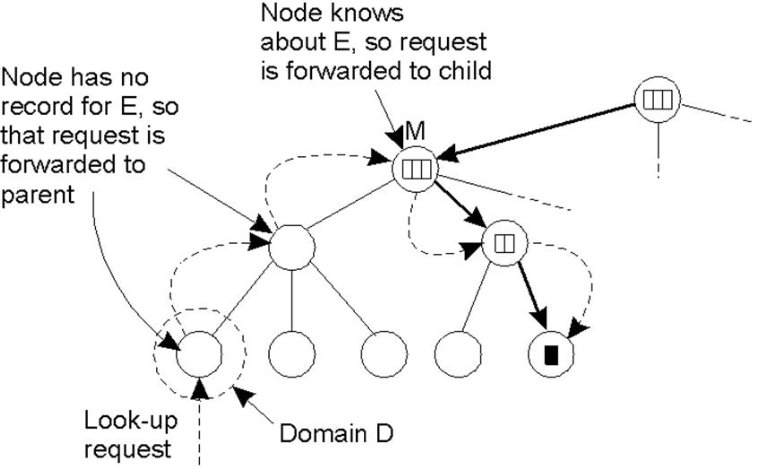 Node knows
about E, so request
is forwarded to child
Node has no
record for E, so
that request is
forwarded to
parent
M
Look-up
request
Domain D